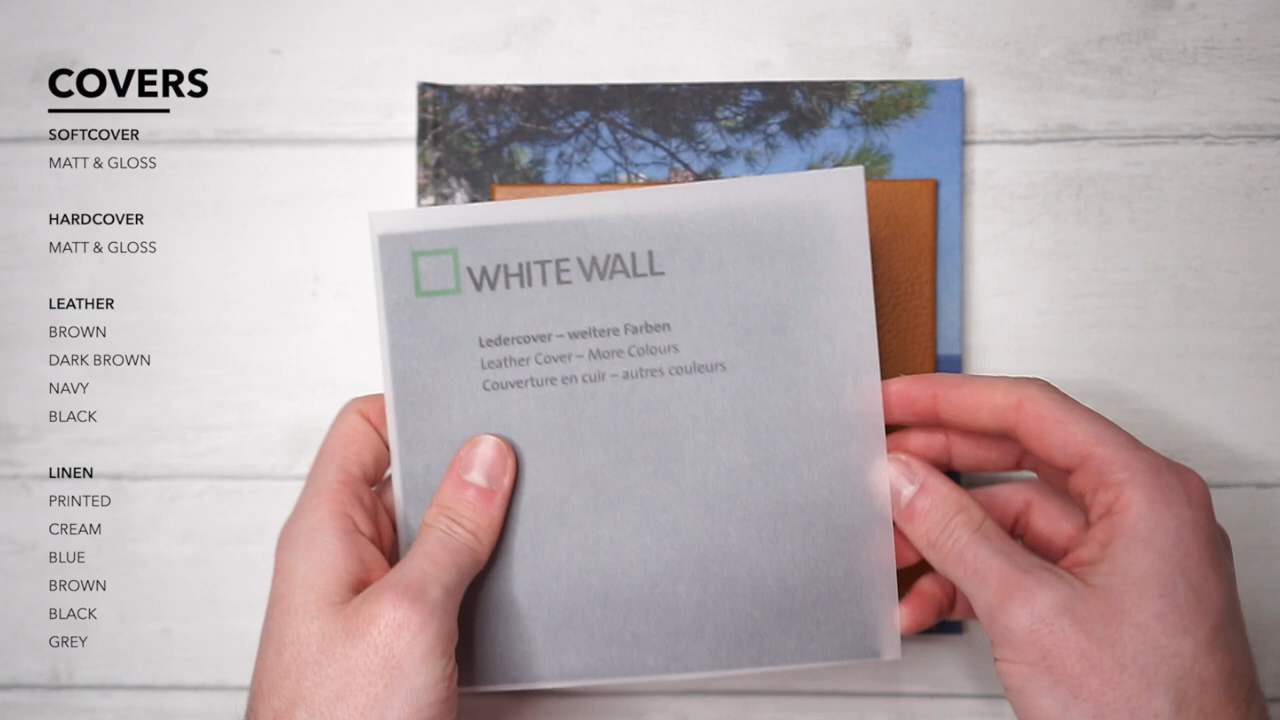 COVERS
SOFTCOVER
MATT & GLOSS
HARDCOVER
MATT & GLOSS
LEATHER
BROWN
DARK BROWN
NAVY
BLACK
LINEN
PRINTED
CREAM
BLUE
BROWN
BLACK
GREY
WHITE WALL
Ledercover – weitere Farben
Leather Cover – More Colours
Couverture en cuir – autres couleurs